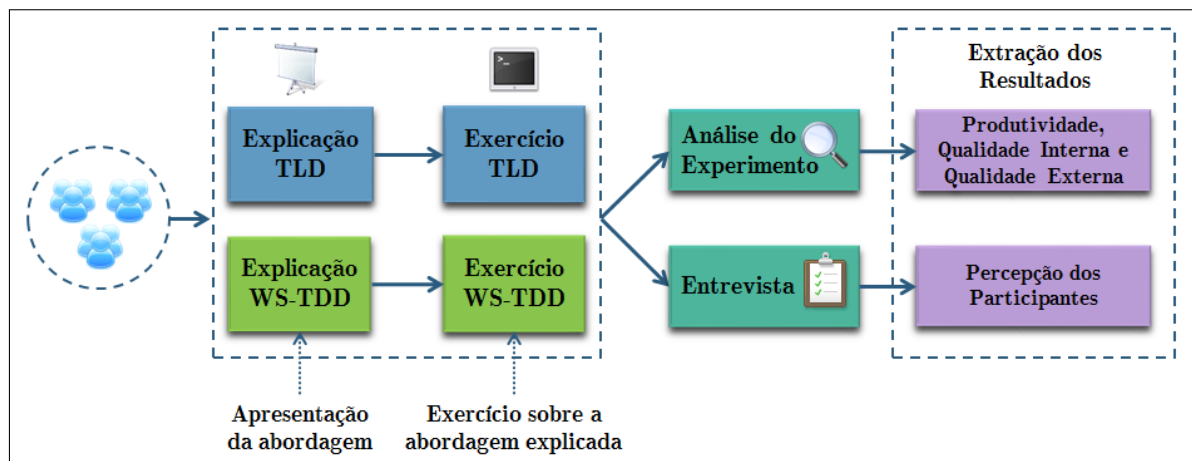 Explicação
TLD
Exercício
TLD
Explicação
WS-TDD
Exercício
WS-TDD
Apresentação
da abordagem
Exercício sobre a
abordagem explicada
Análise do
Experimento
Entrevista
Extração dos
Resultados
Produtividade,
Qualidade Interna e
Qualidade Externa
Percepção dos
Participantes